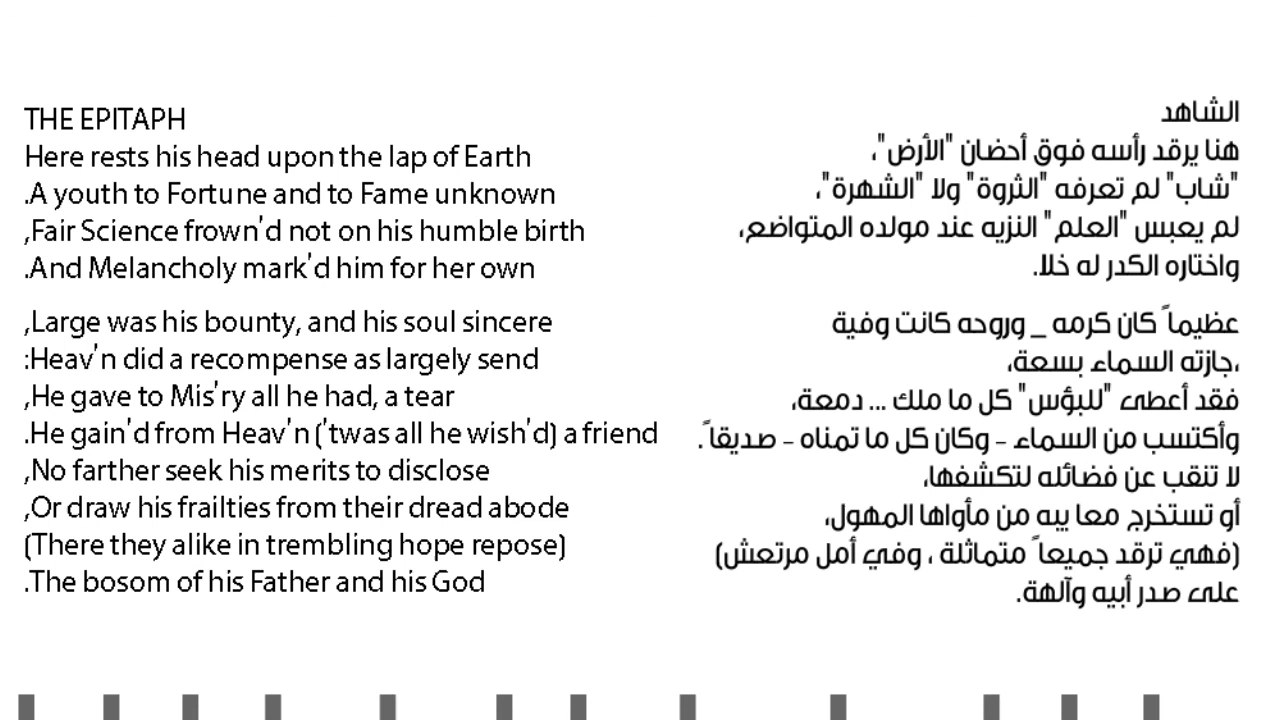 THE EPITAPH
Here rests his head upon the lap of Earth
.A youth to Fortune and to Fame unknown
,Fair Science frown'd not on his humble birth
.And Melancholy mark'd him for her own
,Large was his bounty, and his soul sincere
:Heav'n did a recompense as largely send
,He gave to Mis'ry all he had, a tear
.He gain'd from Heav'n ('twas all he wish'd) a friend
,No farther seek his merits to disclose
,Or draw his frailties from their dread abode
(There they alike in trembling hope repose)
.The bosom of his Father and his God
الشاهد
هنا يرقد رأسه فوق أحضان "الأرض"،
"شاب" لم تعرفه "الثروة" ولا "الشهرة"،
لم يعبس "العلم" النزيه عند مولده المتواضع،
واختاره الكدر له خلا.
عظيماً كان كرمه _ وروحه كانت وفية
،جازته السماء بسعة،
فقد أعطى "للبؤس" كل ما ملك ... دمعة،
وأكتسب من السماء - وكان كل ما تمناه - صديقاً.
لا تنقب عن فضائله لتكشفها،
أو تستخرج معا يبه من مأواها المهول،
(فهي ترقد جميعاً متماثلة ، وفي أمل مرتعش)
على صدر أبيه وآلهة.